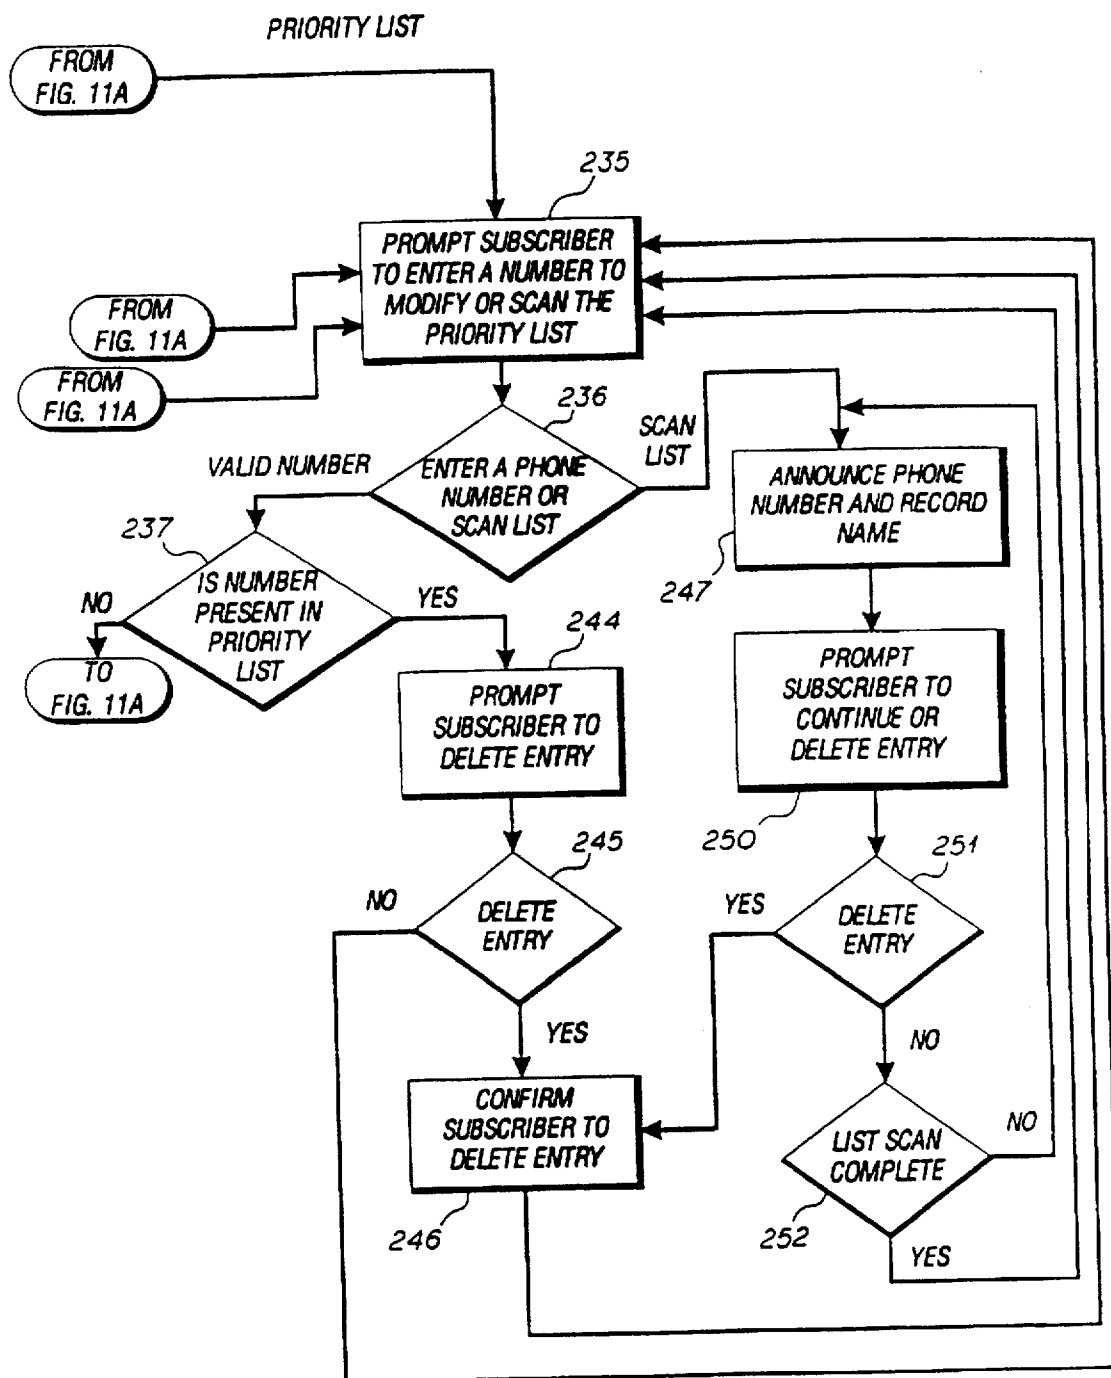 PRIORITY LIST
FROM
FIG. 11A
235
PROMPT SUBSCRIBER
TO ENTER A NUMBER TO
MODIFY OR SCAN THE
PRIORITY LIST
FROM
FIG. 11A
FROM
FIG. 11A
236
SCAN
LIST
VALID NUMBER
ENTER A PHONE
NUMBER OR
SCAN LIST
ANNOUNCE PHONE
NUMBER AND RECORD
NAME
247
237
IS NUMBER
PRESENT IN
PRIORITY
LIST
NO
YES
TO
FIG. 11A
244
PROMPT
SUBSCRIBER TO
DELETE ENTRY
PROMPT
SUBSCRIBER TO
CONTINUE OR
DELETE ENTRY
250
245
251
NO
DELETE
ENTRY
YES
DELETE
ENTRY
YES
NO
CONFIRM
SUBSCRIBER TO
DELETE ENTRY
246
LIST SCAN
COMPLETE
NO
252
YES